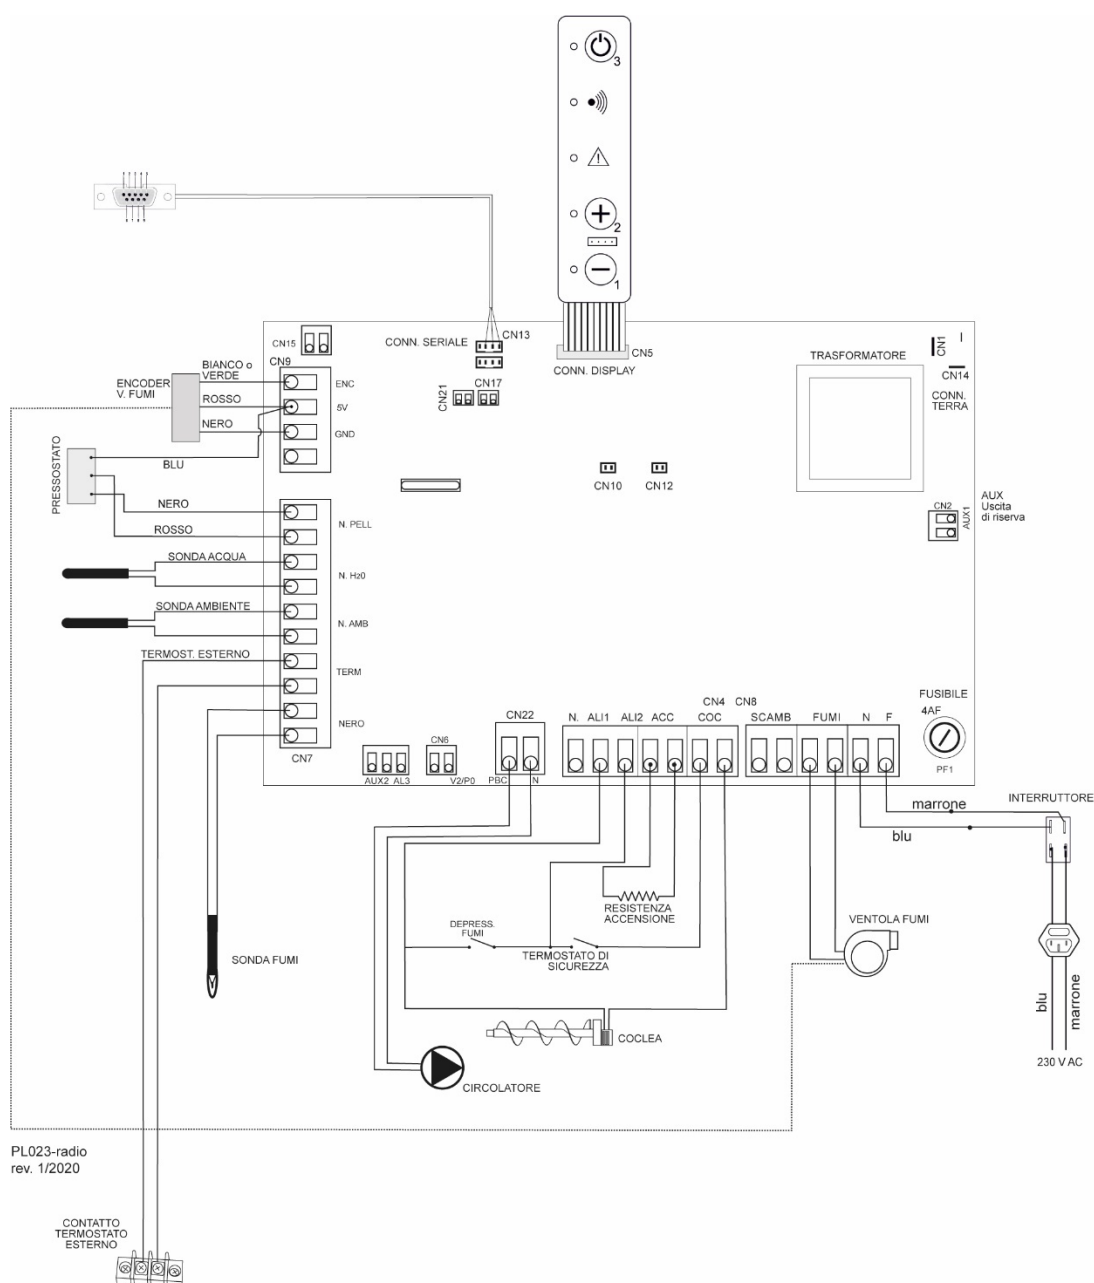 3
2
1
CN13
CONN. SERIALE
CN5
CONN. DISPLAY
CN15
CN9
CN17
CN21
CN1
CN14
CONN.
TERRA
TRASFORMATORE
ENCODER
V. FUMI
BIANCO o
VERDE
ROSSO
NERO
BLU
ENC
5V
GND
PRESSOSTATO
CN10
CN12
CN2
AUX1
AUX
Uscita
di riserva
NERO
ROSSO
N. PELL
SONDA ACQUA
N. H20
SONDA AMBIENTE
N. AMB
TERMOST. ESTERNO
TERM
NERO
CN7
AUX2 AL3
CN6
V2/P0
CN22
PBC
N
CN4
CN8
N.
ALI1
ALI2
ACC
COC
SCAMB
FUMI
N
F
FUSIBILE
4AF
PF1
marrone
INTERRUTTORE
blu
RESISTENZA
ACCENSIONE
DEPRESS.
FUMI
TERMOSTATO DI
SICUREZZA
VENTOLA FUMI
SONDA FUMI
COCLEA
CIRCOLATORE
blu
marrone
230 V AC
PL023-radio
rev. 1/2020
CONTATTO
TERMOSTATO
ESTERNO